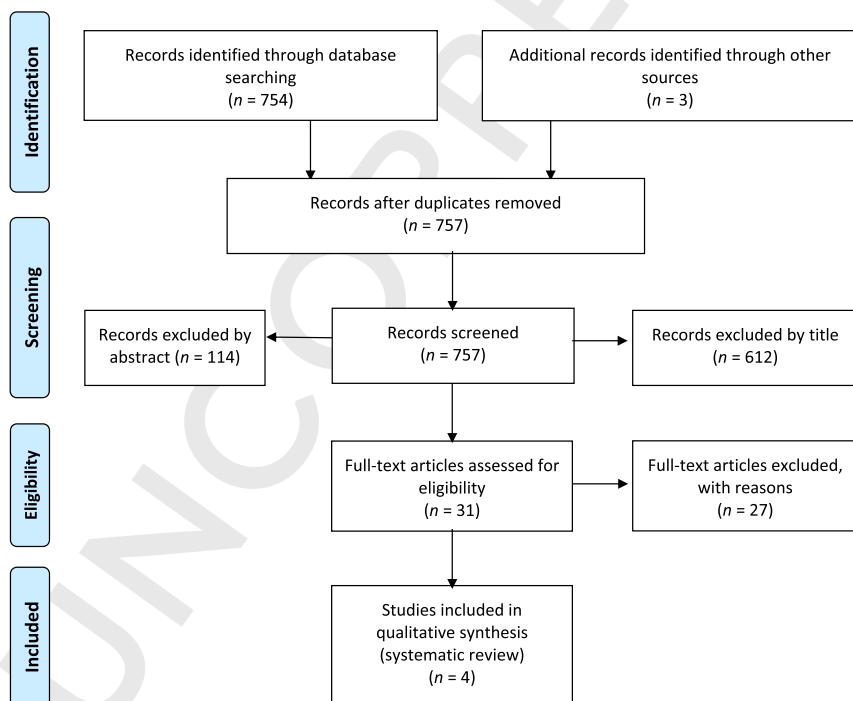 Identification
Records identified through database
searching
(n = 754)
Additional records identified through other
sources
(n = 3)
Records after duplicates removed
(n = 757)
Screening
Records excluded by
abstract (n = 114)
Records screened
(n = 757)
Records excluded by title
(n = 612)
Eligibility
Full-text articles assessed for
eligibility
(n = 31)
Full-text articles excluded,
with reasons
(n = 27)
Included
Studies included in
qualitative synthesis
(systematic review)
(n = 4)